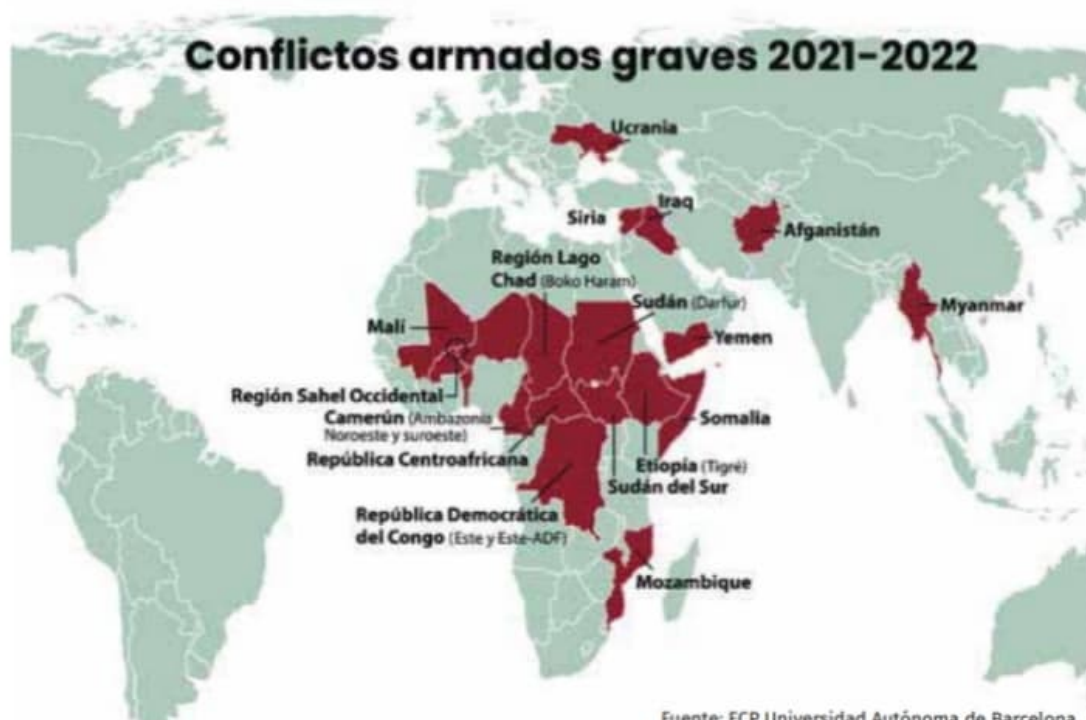 Conflictos armados graves 2021-2022
Ucrania
Iraq
Siria
Afganistán
Región Lago
Chad (Boko Haram)
Sudán (Darfur)
Myanmar
Malí
Yemen
Región Sahel Occidental
Camerún (Ambazonia
Noroeste y suroeste)
Somalia
República Centroafricana
Etiopía (Tigré)
Sudán del Sur
República Democrática
del Congo (Este y Este-ADF)
Mozambique
Fuente: ECP Universidad Autónoma de Barcelona